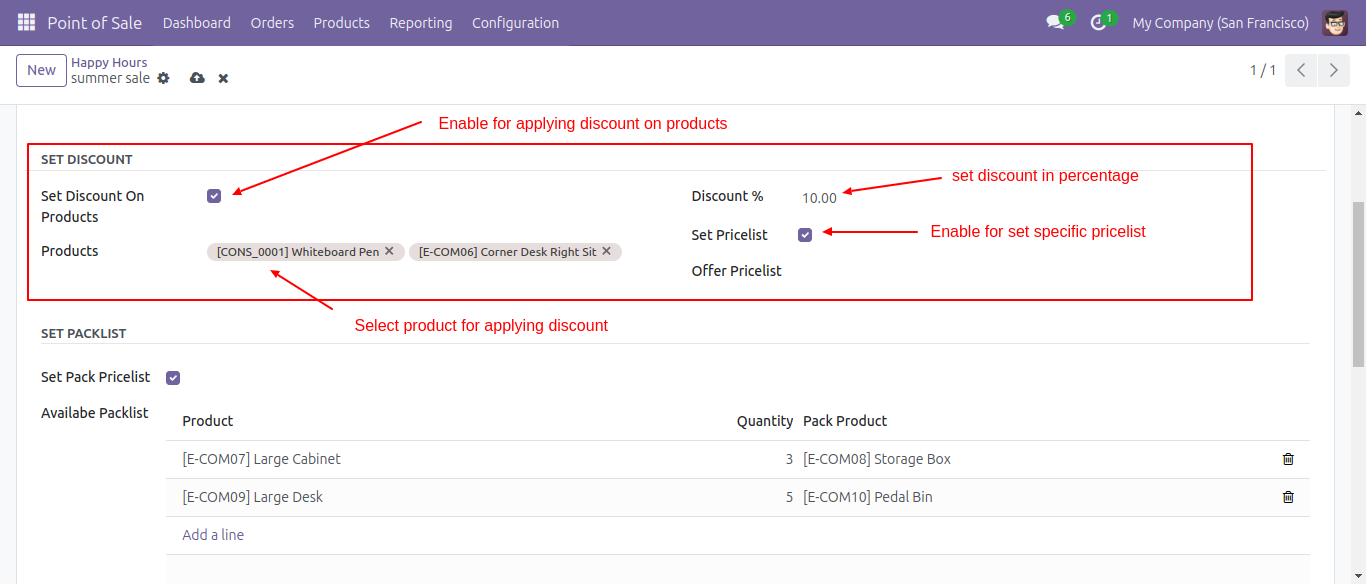 Point of Sale Dashboard Orders Products Reporting Configuration 6 1 My Company (San Francisco)
New Happy Hours
summer sale 1 / 1
Enable for applying discount on products
SET DISCOUNT
set discount in percentage
Set Discount On Products
Discount % 10.00
Set Pricelist Enable for set specific pricelist
Products [CONS_0001] Whiteboard Pen [E-COM06] Corner Desk Right Sit
Offer Pricelist
Select product for applying discount
SET PACKLIST
Set Pack Pricelist
Availabe Packlist
Product Quantity Pack Product
[E-COM07] Large Cabinet 3 [E-COM08] Storage Box
[E-COM09] Large Desk 5 [E-COM10] Pedal Bin
Add a line